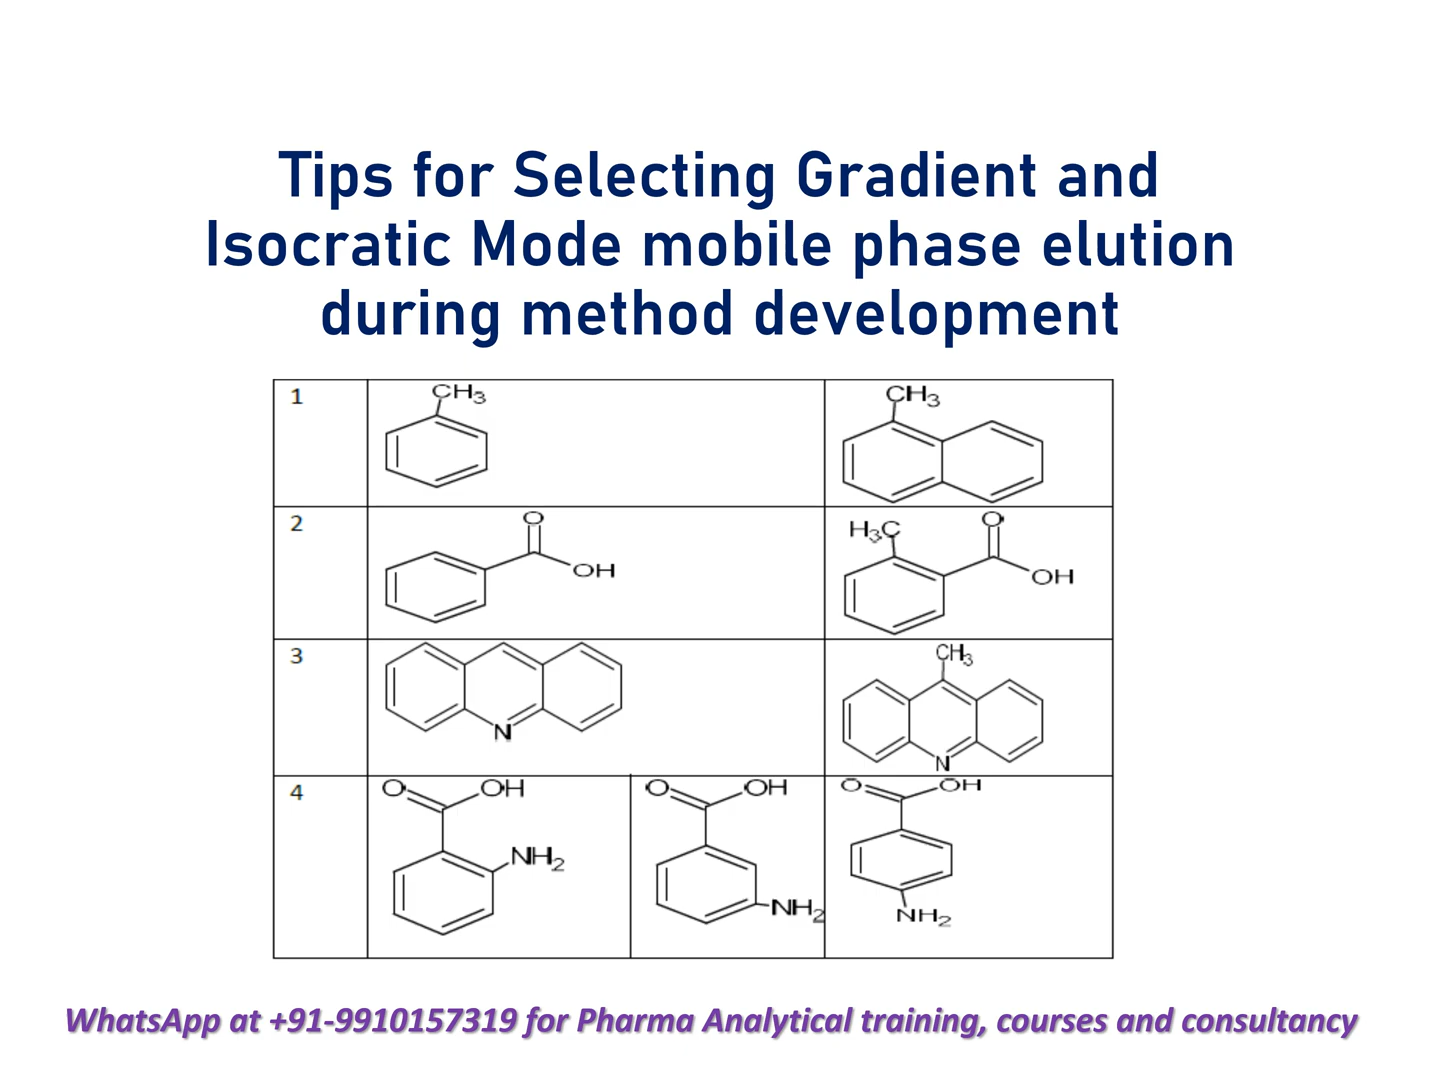 Tips for Selecting Gradient and
Isocratic Mode mobile phase elution
during method development
1
CH3
CH3
2
O
OH
H3C
O
OH
3
N
CH3
N
4
O
OH
NH2
O
OH
NH2
O
OH
NH2
WhatsApp at +91-9910157319 for Pharma Analytical training, courses and consultancy